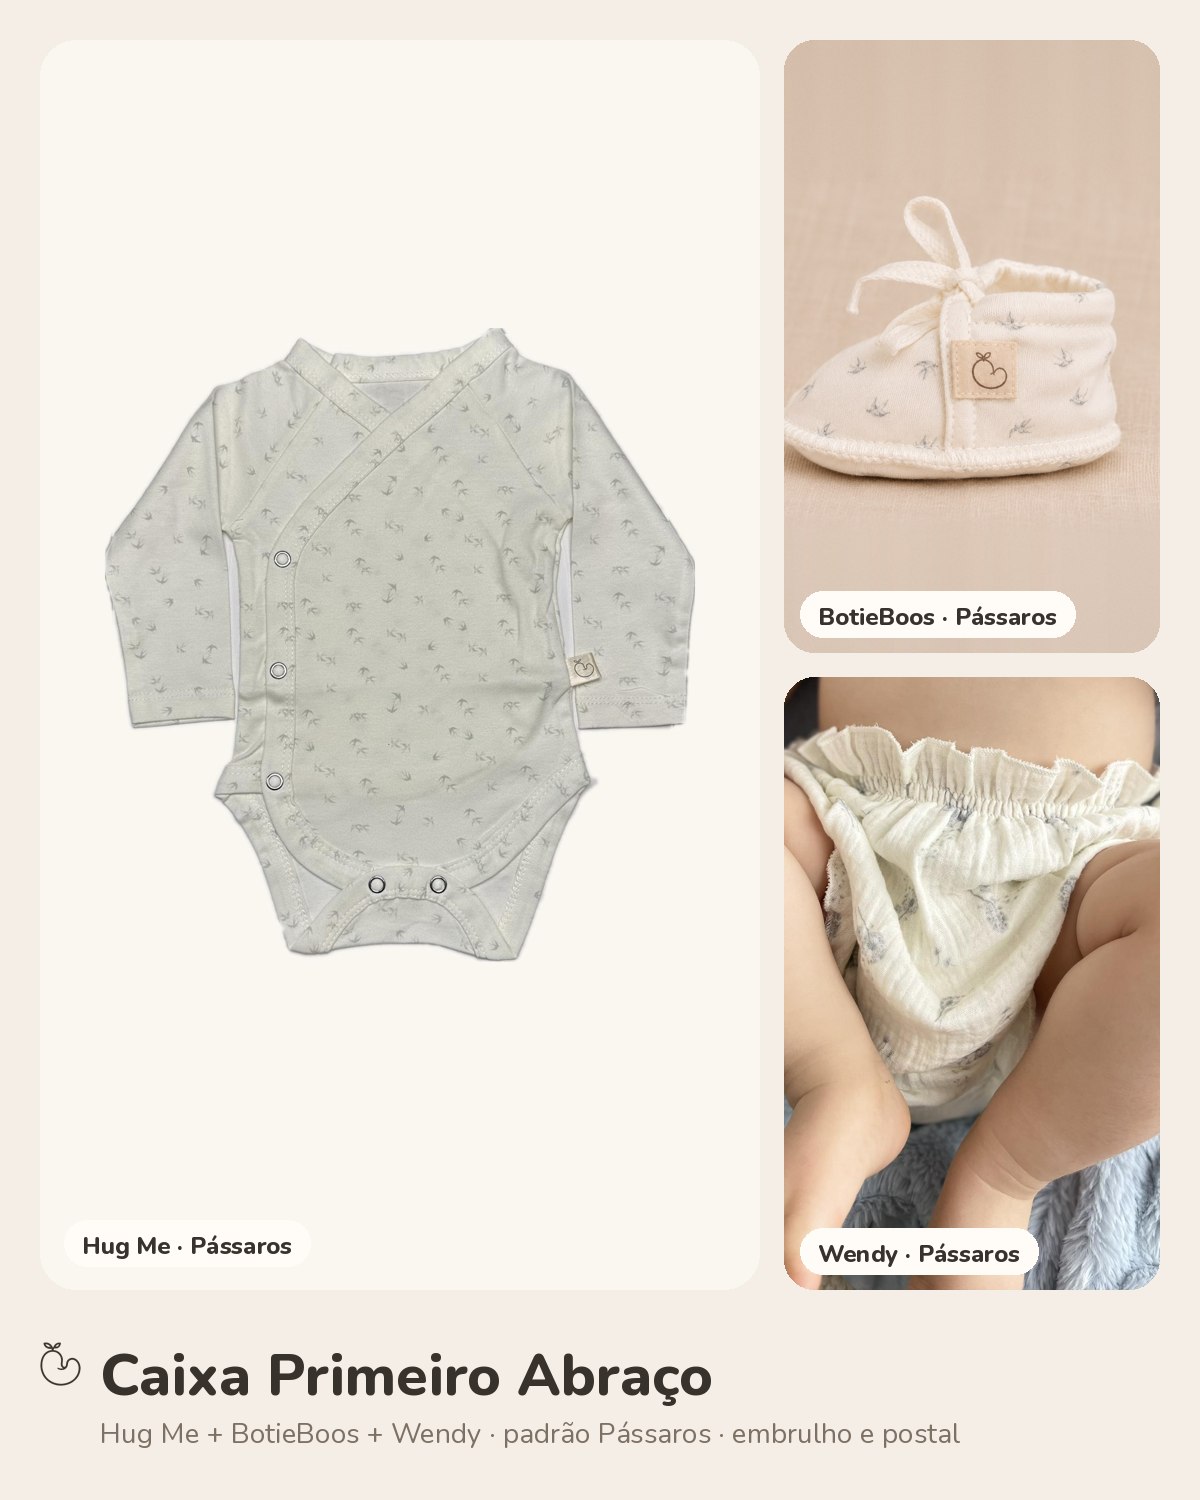 BotieBoos · Pássaros
Hug Me · Pássaros
Wendy · Pássaros
Caixa Primeiro Abraço
Hug Me + BotieBoos + Wendy · padrão Pássaros · embrulho e postal